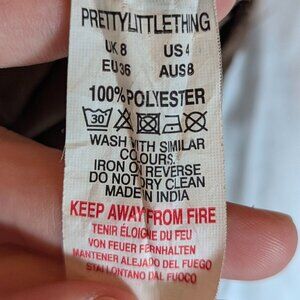 PRETTYLITTLETHING
UK 8 US 4
EU 36 AUS 8
100% POLYESTER
30°
WASH WITH SIMILAR
COLOURS.
IRON ON REVERSE
DO NOT DRY CLEAN
MADE IN INDIA
KEEP AWAY FROM FIRE
TENIR ÉLOIGNE DU FEU
VON FEUER FERNHALTEN
MANTENER ALEJADO DEL FUEGO
STAI LONTANO DAL FUOCO